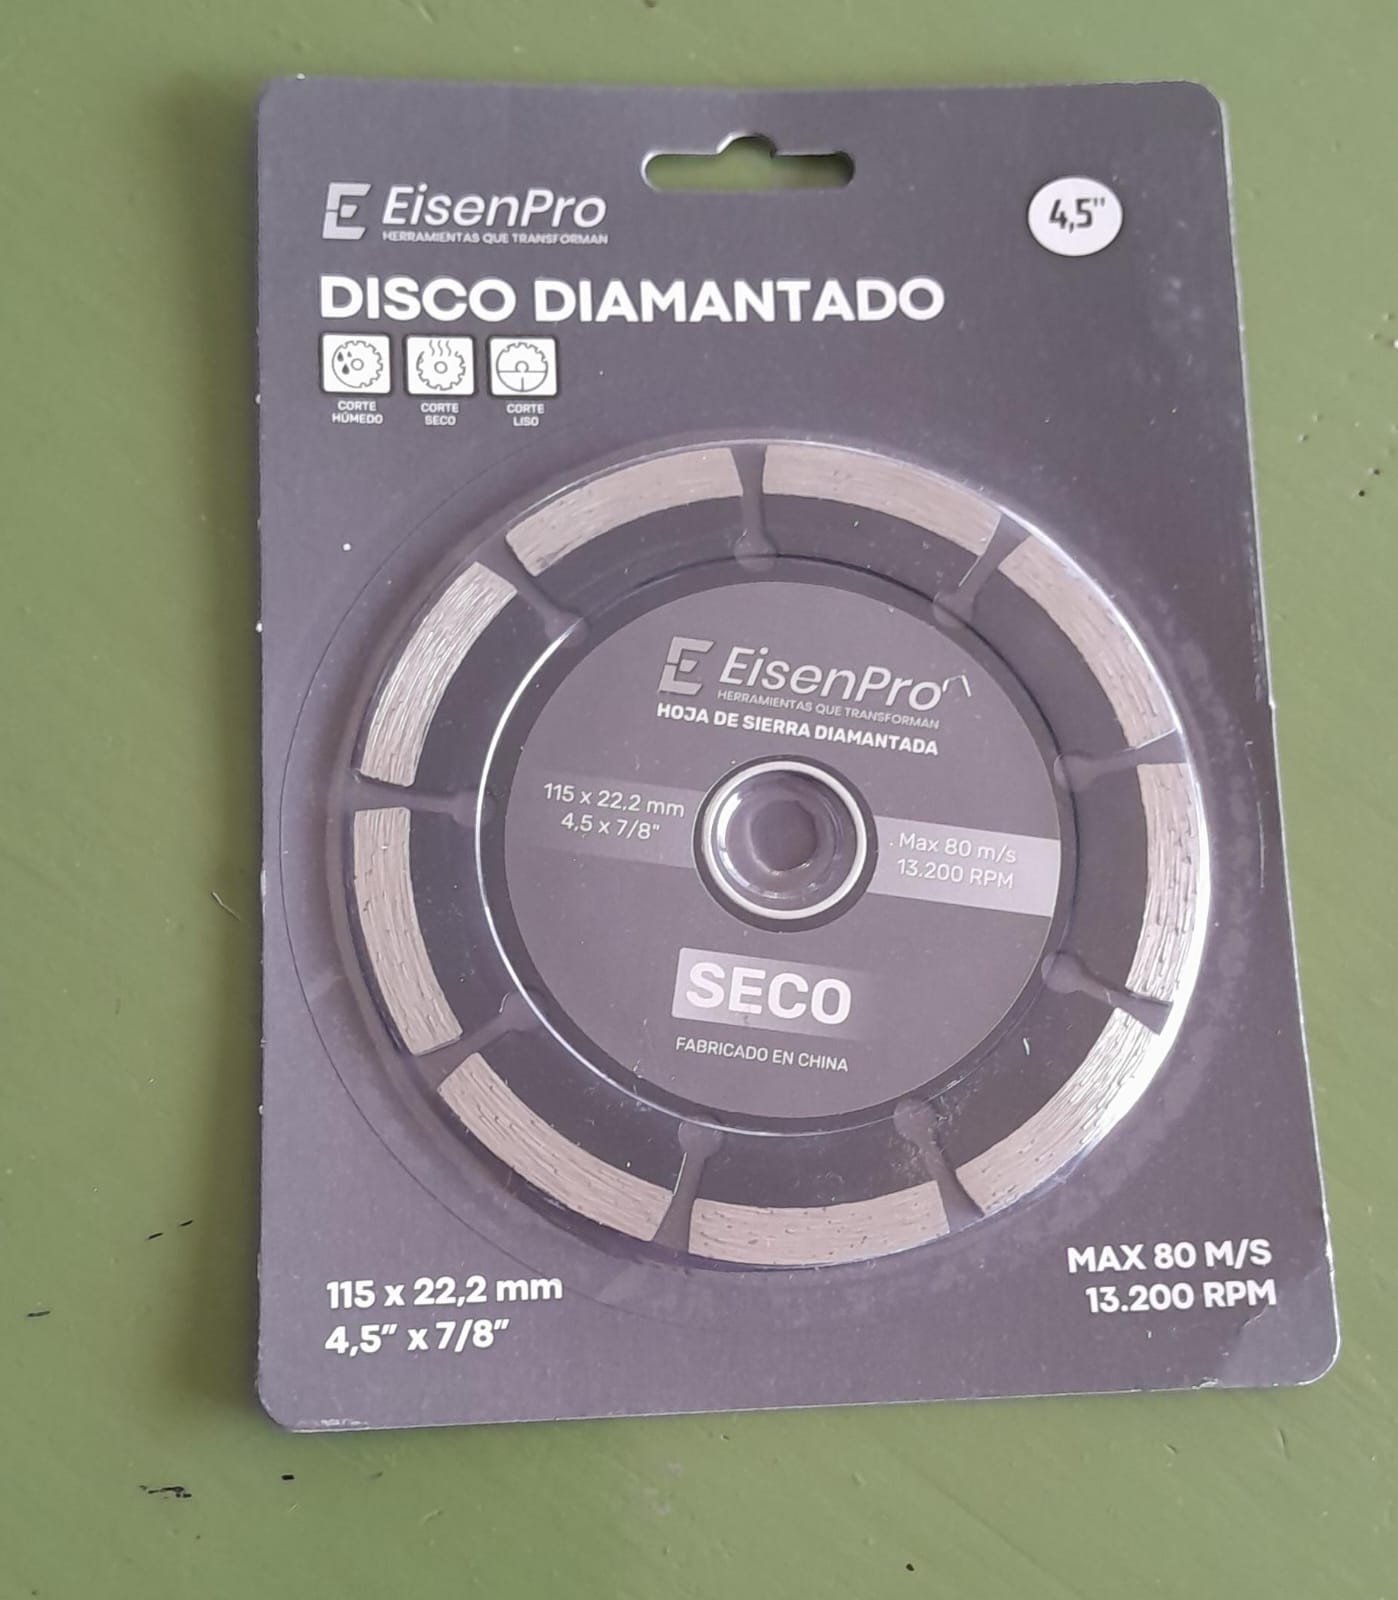 EisenPro
HERRAMIENTAS QUE TRANSFORMAN
4,5"
DISCO DIAMANTADO
CORTE
HÚMEDO
CORTE
SECO
CORTE
LISO
EisenPro
HERRAMIENTAS QUE TRANSFORMAN
HOJA DE SIERRA DIAMANTADA
115 x 22,2 mm
4,5 x 7/8"
Max 80 m/s
13.200 RPM
SECO
FABRICADO EN CHINA
115 x 22,2 mm
4,5" x 7/8"
MAX 80 M/S
13.200 RPM